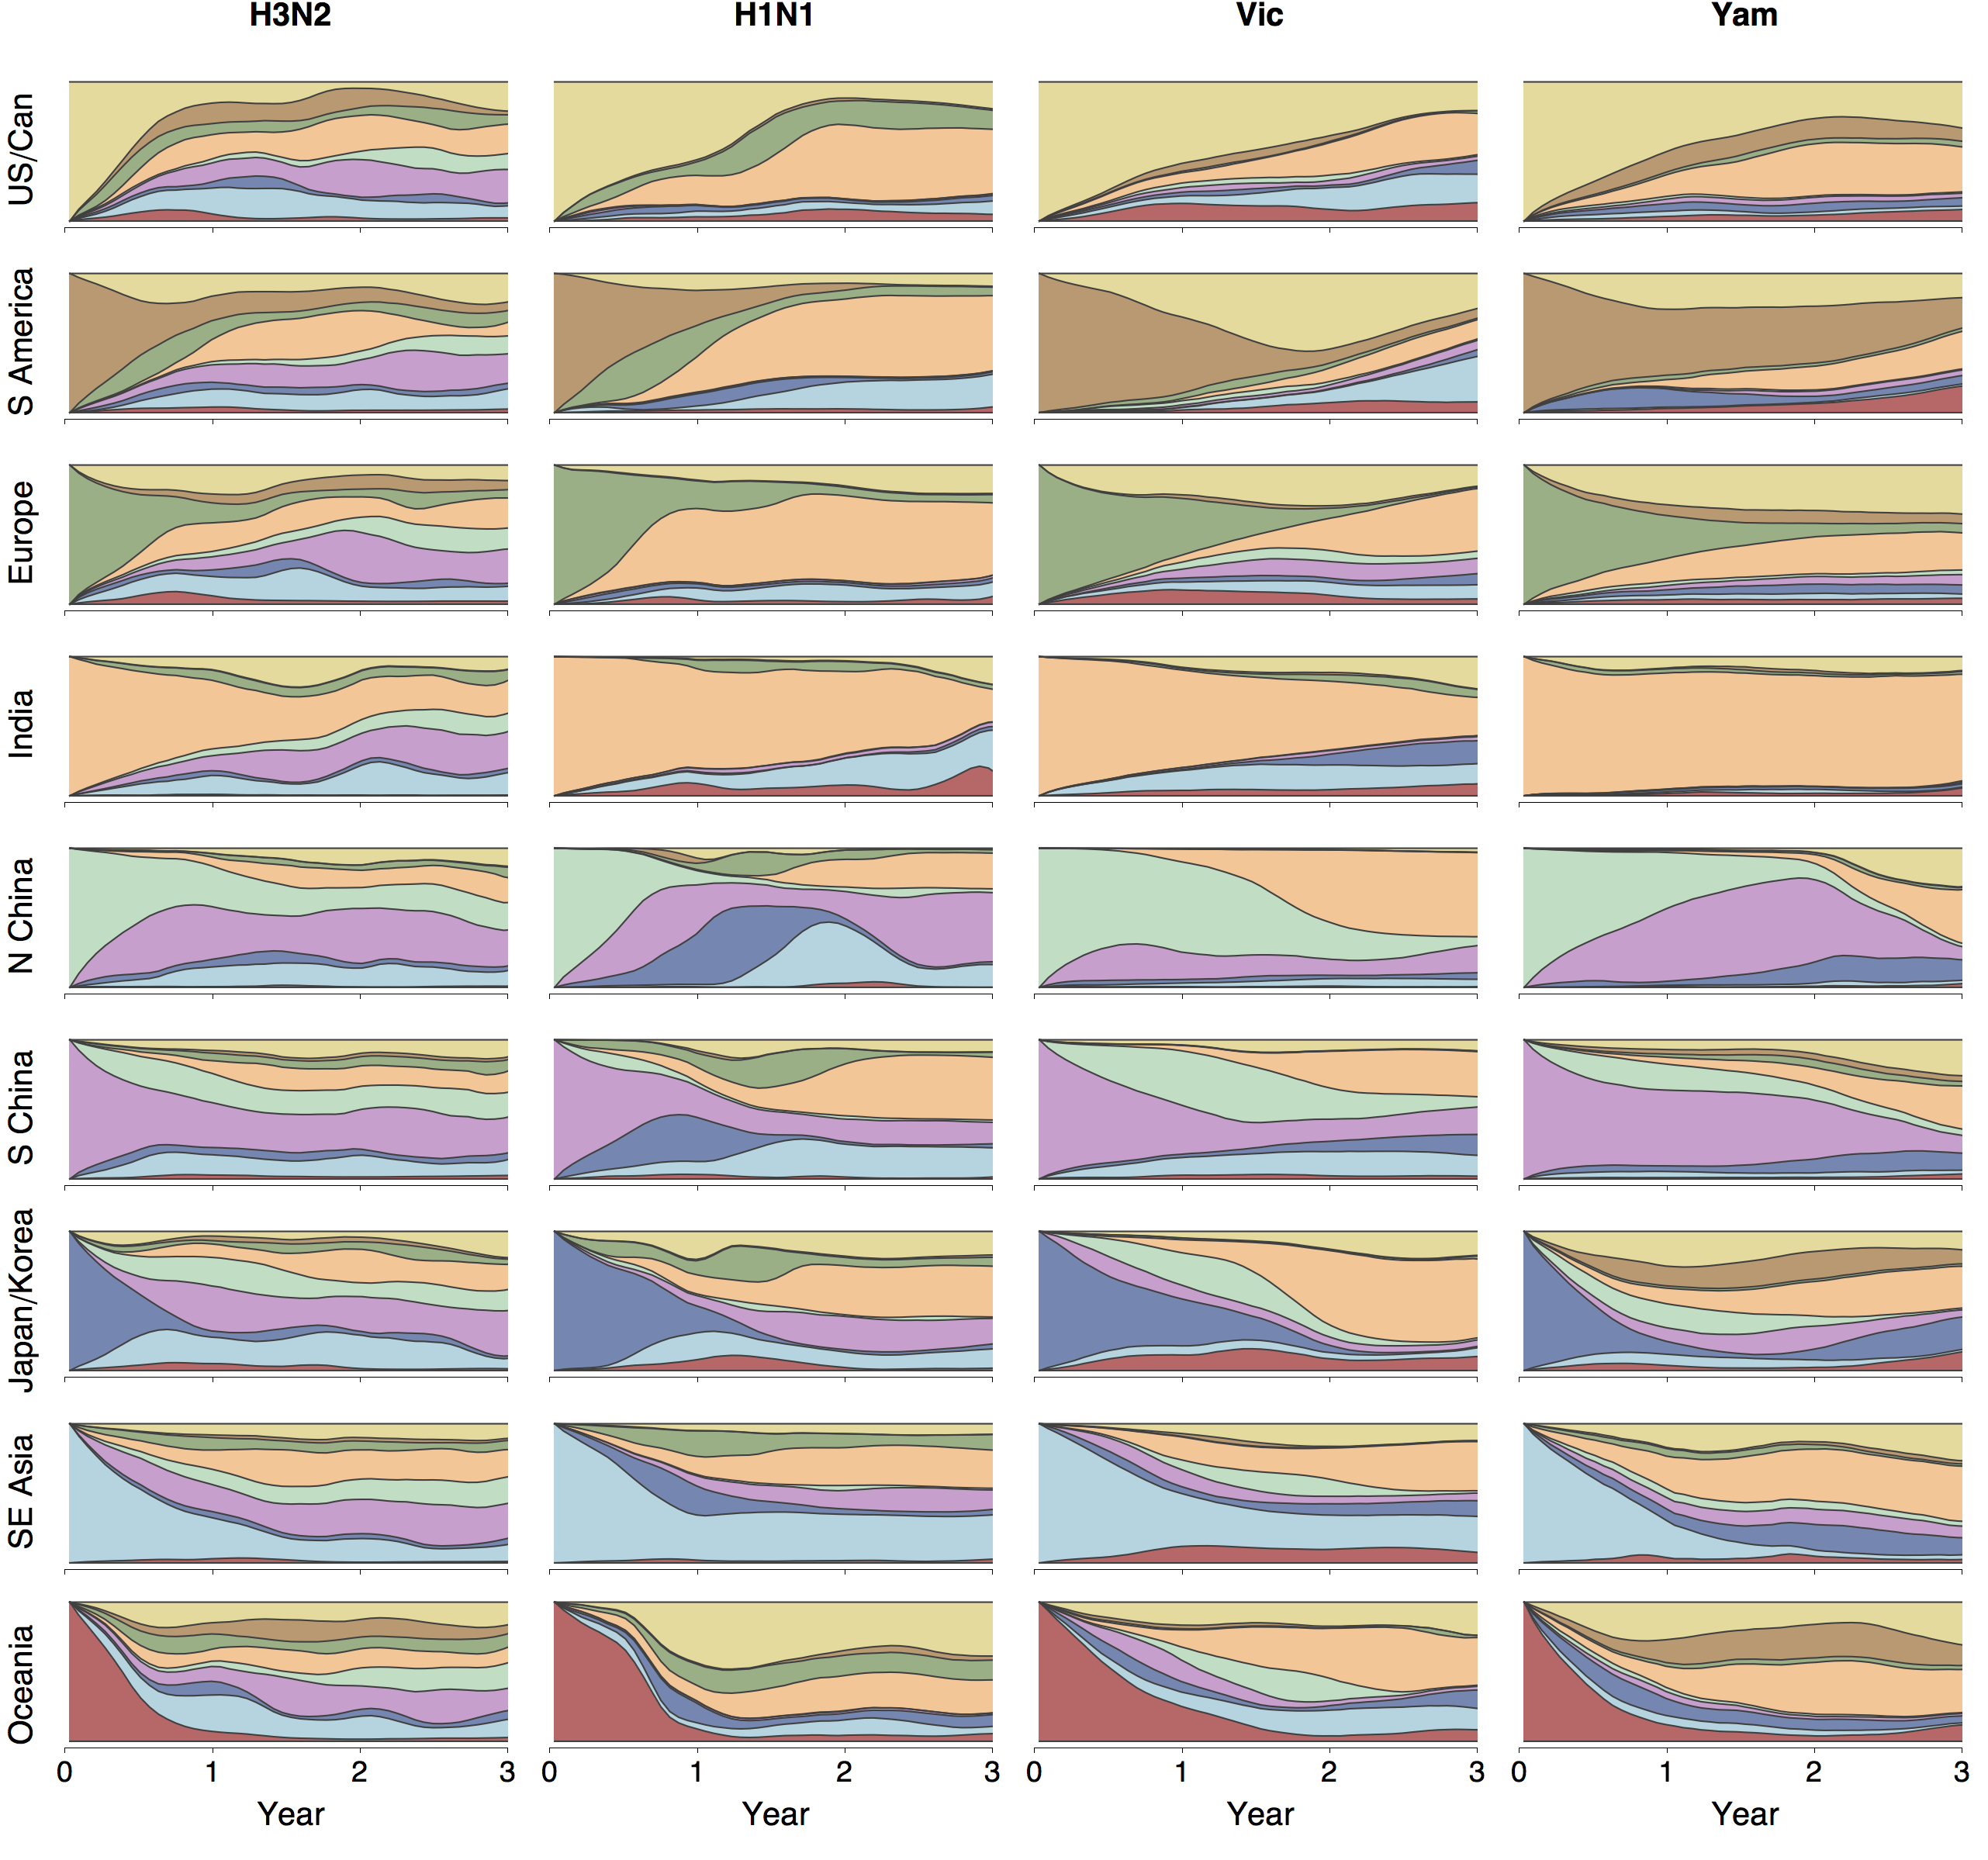 H3N2 H1N1 Vic Yam
US/Can
S America
Europe
India
N China
S China
Japan/Korea
SE Asia
Oceania
0 1 2 3 0 1 2 3 0 1 2 3 0 1 2 3
Year Year Year Year